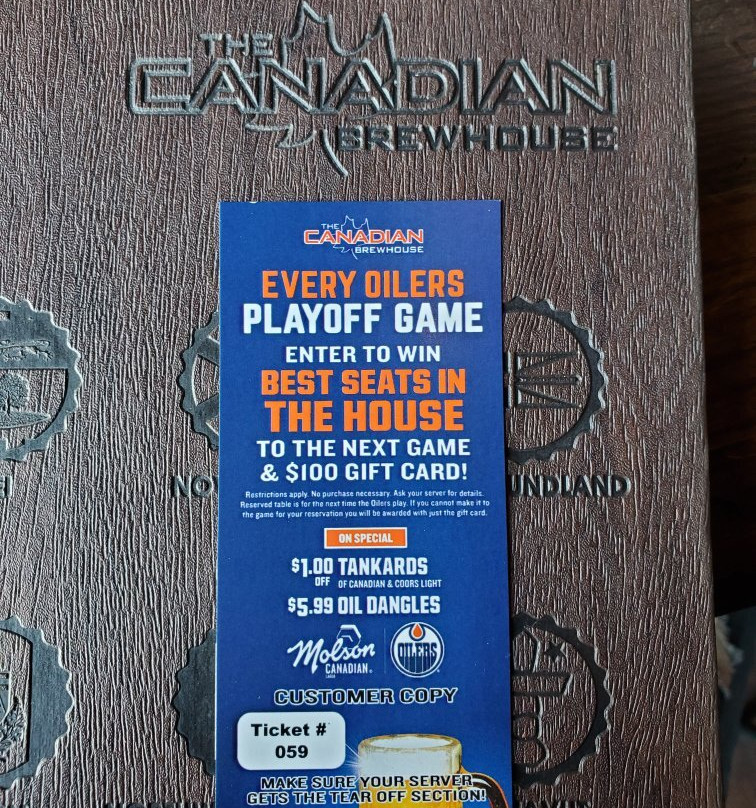 THE
CANADIAN
BREWHOUSE
THE
CANADIAN
BREWHOUSE
EVERY OILERS
PLAYOFF GAME
ENTER TO WIN
BEST SEATS IN
THE HOUSE
TO THE NEXT GAME
& $100 GIFT CARD!
Restrictions apply. No purchase necessary. Ask your server for details.
Reserved table is for the next time the Oilers play. If you cannot make it to
the game for your reservation you will be awarded with just the gift card.
NO
UNDLAND
ON SPECIAL
$1.00 TANKARDS
OFF OF CANADIAN & COORS LIGHT
$5.99 OIL DANGLES
Molson
CANADIAN®
LAGER
OILERS
CUSTOMER COPY
Ticket #
059
MAKE SURE YOUR SERVER
GETS THE TEAR OFF SECTION!